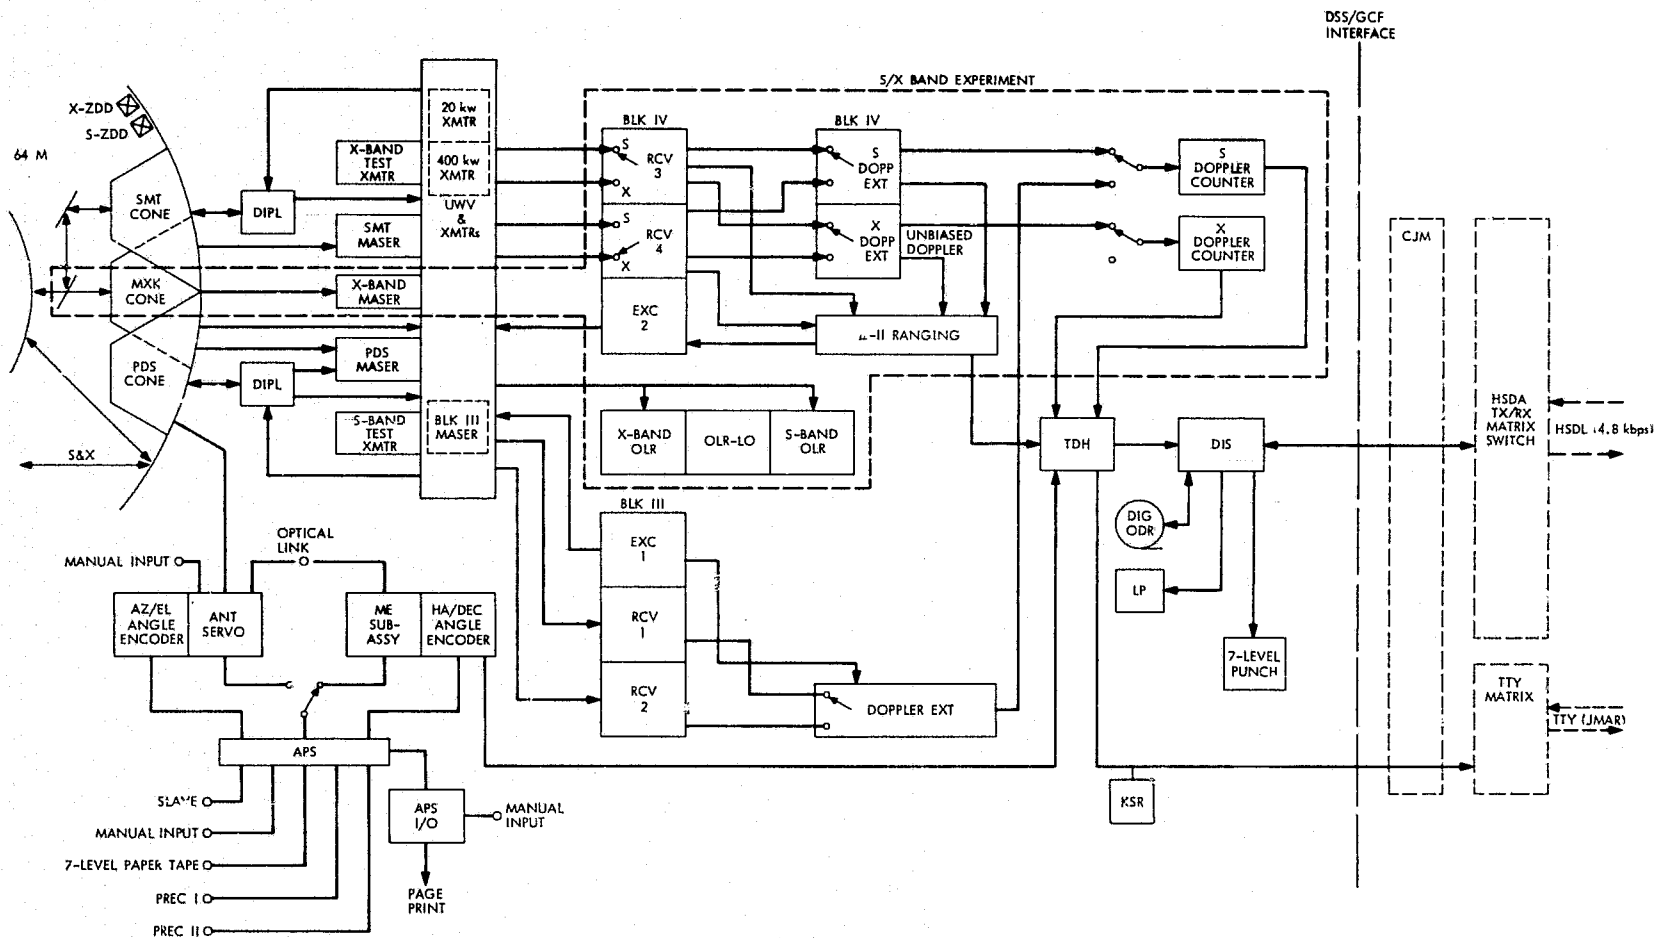 DSS/GCF
INTERFACE
S/X BAND EXPERIMENT
X-ZDD
S-ZDD
64 M
20 kw
XMTR
400 kw
XMTR
UWV
&
XMTRs
X-BAND
TEST
XMTR
SMT
CONE
DIPL
SMT
MASER
MXK
CONE
X-BAND
MASER
PDS
CONE
PDS
MASER
DIPL
S-BAND
TEST
XMTR
BLK III
MASER
S&X
BLK IV
S
RCV
3
X
S
RCV
4
X
EXC
2
BLK IV
S
DOPP
EXT
X
DOPP
EXT
UNBIASED
DOPPLER
μ-II RANGING
S
DOPPLER
COUNTER
X
DOPPLER
COUNTER
X-BAND
OLR
OLR-LO
S-BAND
OLR
TDH
DIS
DIG
ODR
LP
7-LEVEL
PUNCH
KSR
CJM
HSDA
TX/RX
MATRIX
SWITCH
HSDL (4.8 kbps)
TTY
MATRIX
TTY (JMAR)
BLK III
EXC
1
RCV
1
RCV
2
DOPPLER EXT
OPTICAL
LINK
MANUAL INPUT
AZ/EL
ANGLE
ENCODER
ANT
SERVO
ME
SUB-
ASSY
HA/DEC
ANGLE
ENCODER
APS
SLAVE
MANUAL INPUT
7-LEVEL PAPER TAPE
PREC I
PREC II
APS
I/O
MANUAL
INPUT
PAGE
PRINT